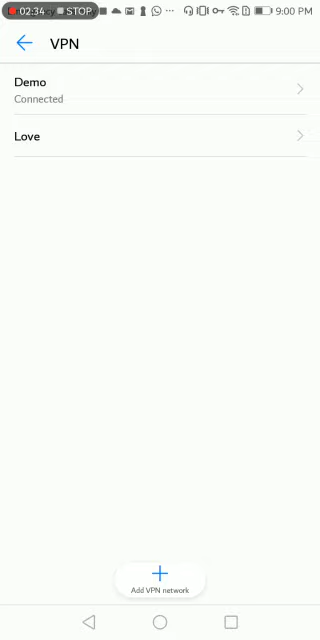 02:34 STOP 9:00 PM
VPN
Demo
Connected
Love
Add VPN network